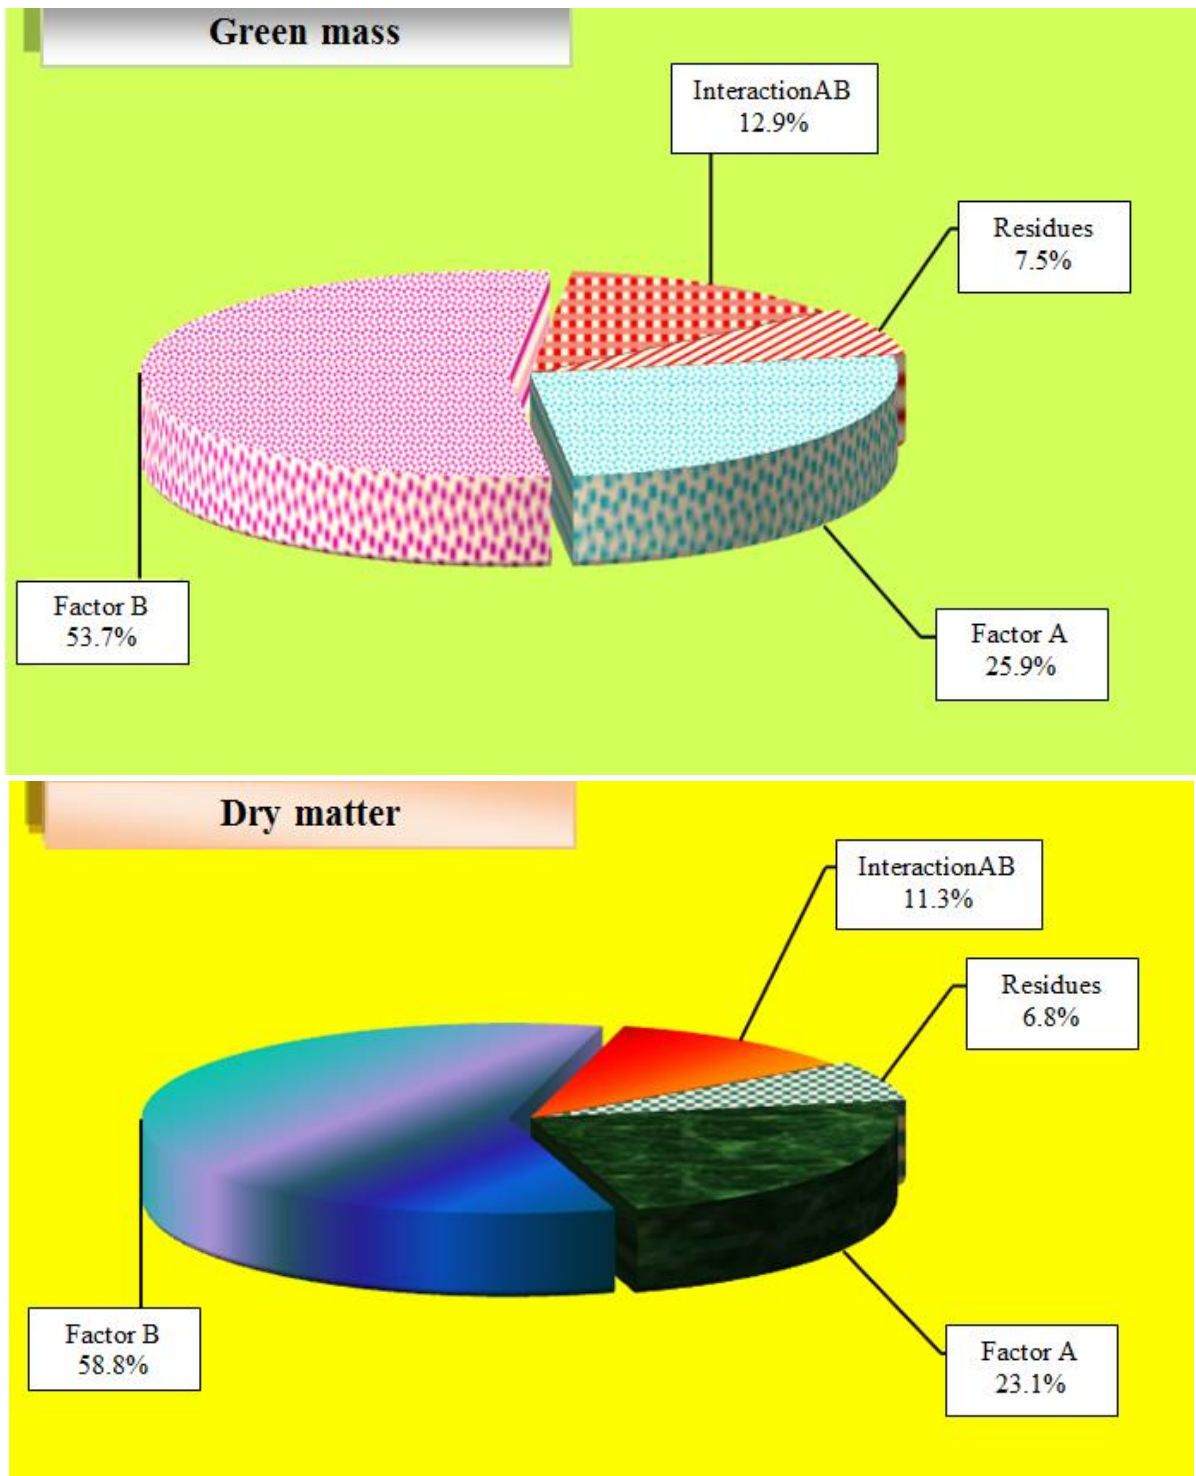 Green mass
InteractionAB
12.9%
Residues
7.5%
Factor B
53.7%
Factor A
25.9%
Dry matter
InteractionAB
11.3%
Residues
6.8%
Factor B
58.8%
Factor A
23.1%